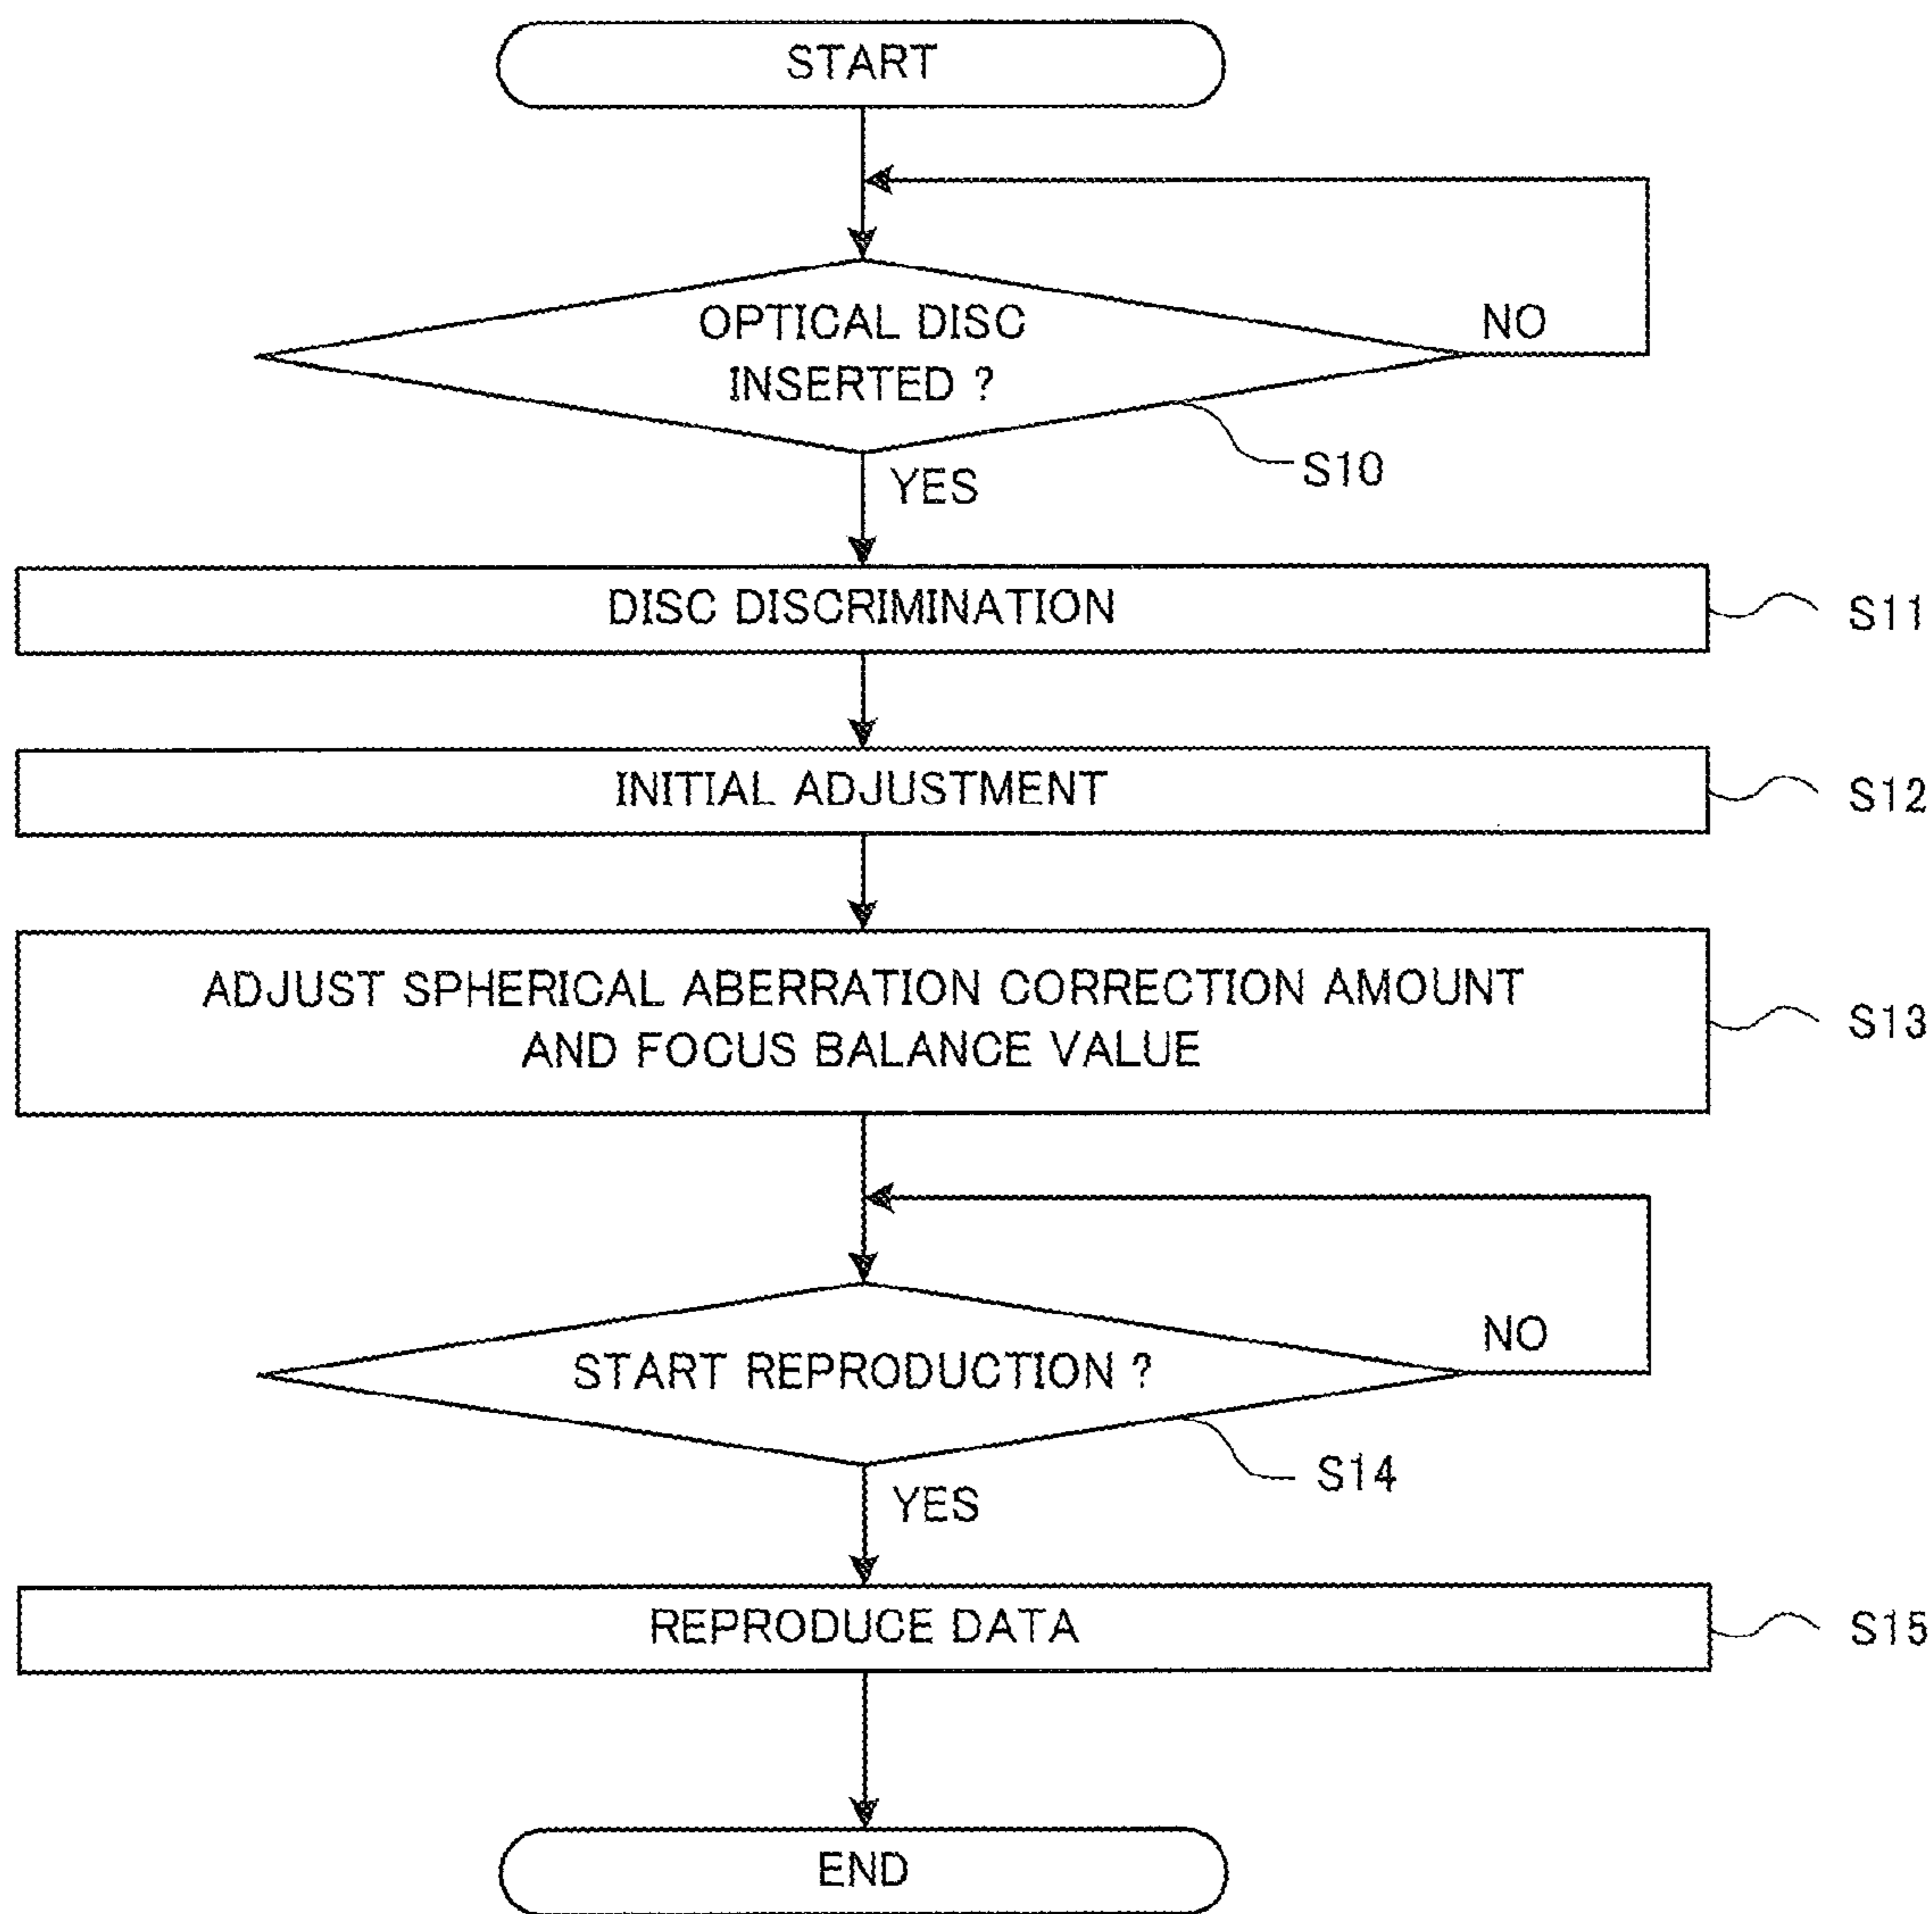 START
OPTICAL DISC
INSERTED ?
NO
S10
YES
DISC DISCRIMINATION
S11
INITIAL ADJUSTMENT
S12
ADJUST SPHERICAL ABERRATION CORRECTION AMOUNT
AND FOCUS BALANCE VALUE
S13
START REPRODUCTION ?
NO
S14
YES
REPRODUCE DATA
S15
END